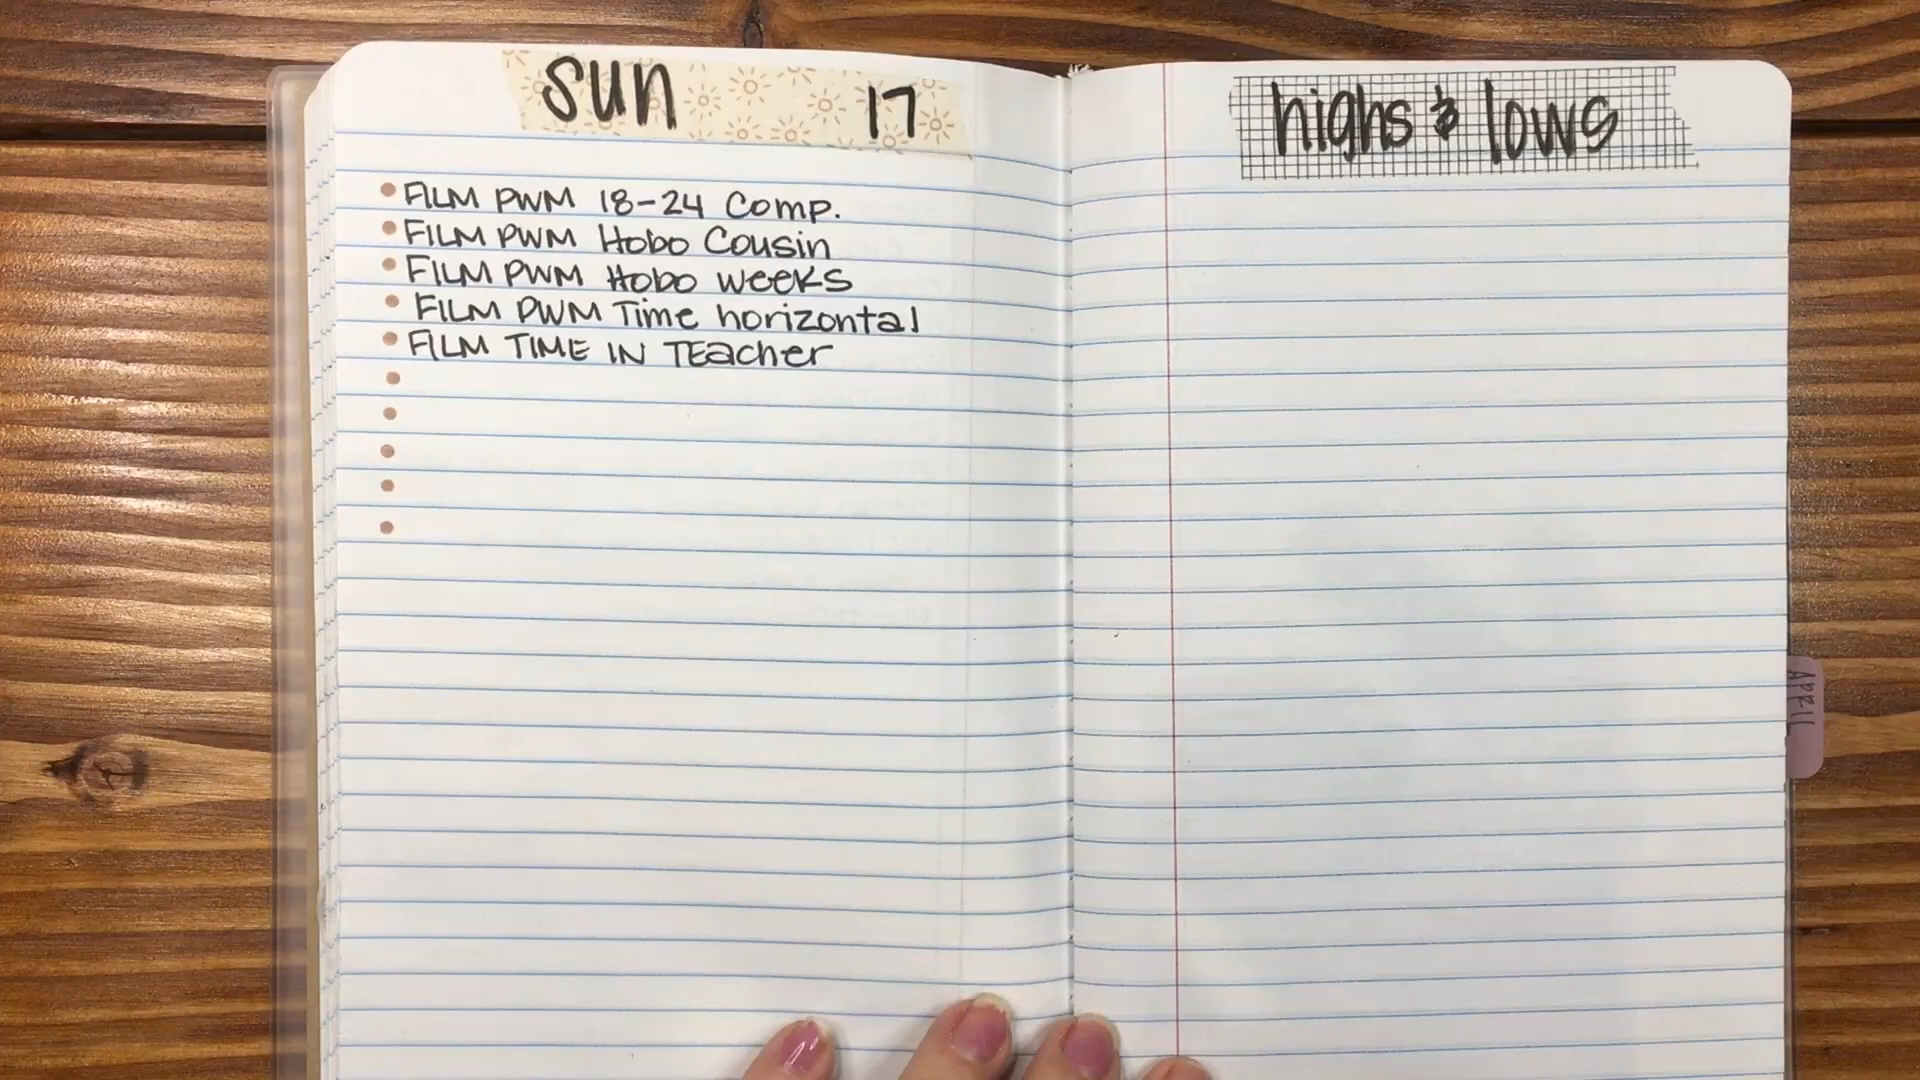 sun 17
FILM PWM 18-24 Comp.
FILM PWM Hobo Cousin
FILM PWM Hobo weeks
FILM PWM Time horizontal
FILM TIME IN TEacher
highs & lows
APRIL